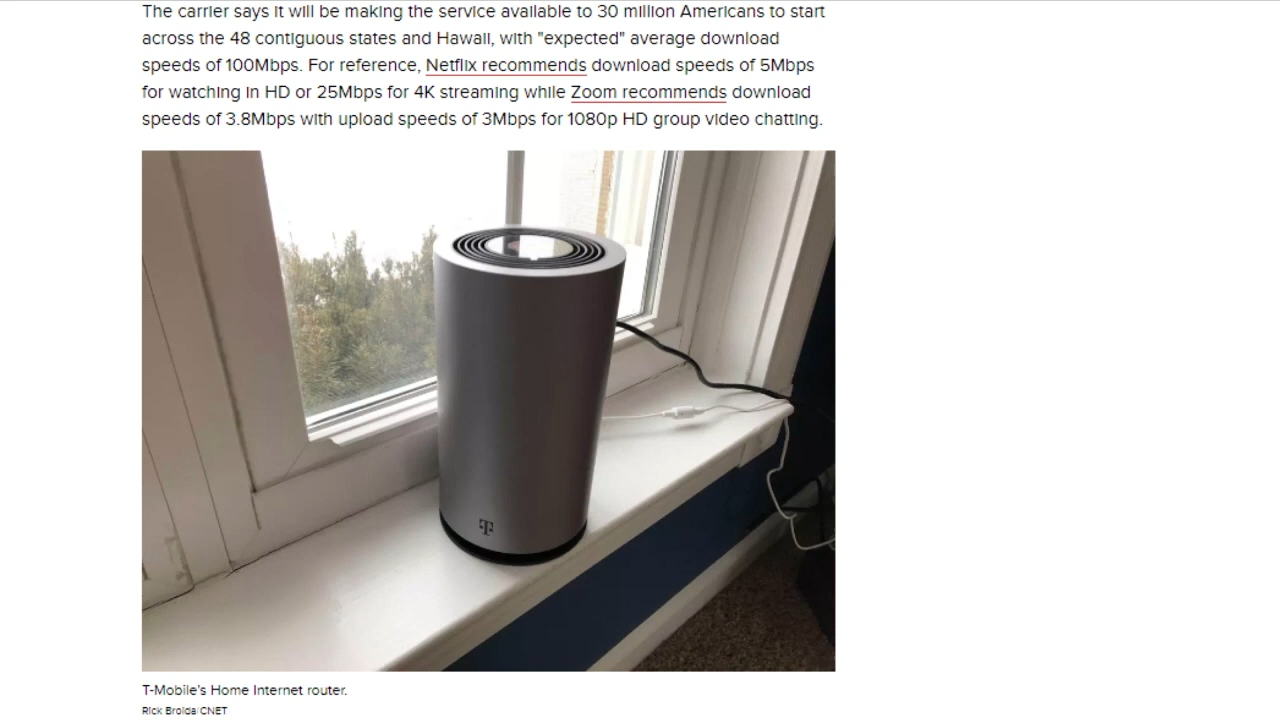 The carrier says it will be making the service available to 30 million Americans to start
across the 48 contiguous states and Hawaii, with "expected" average download
speeds of 100Mbps. For reference, Netflix recommends download speeds of 5Mbps
for watching in HD or 25Mbps for 4K streaming while Zoom recommends download
speeds of 3.8Mbps with upload speeds of 3Mbps for 1080p HD group video chatting.
T
T-Mobile's Home Internet router.
Rick Broida/CNET